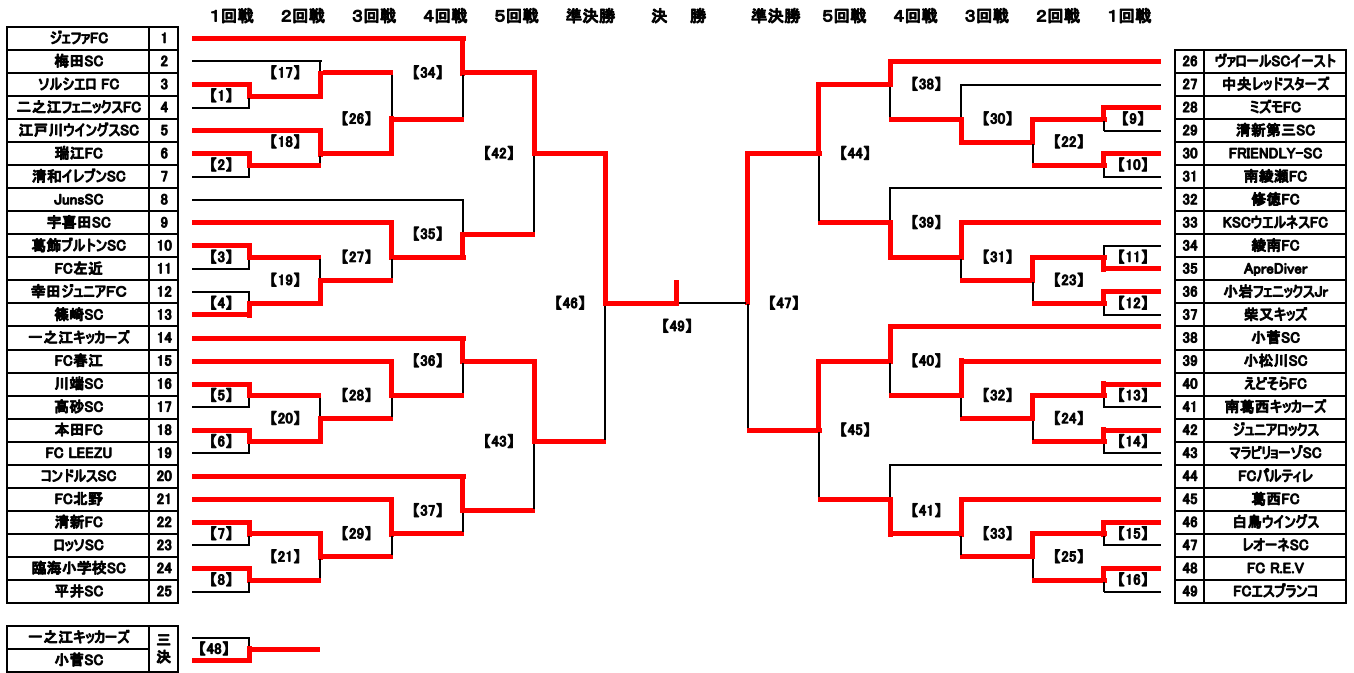 1回戦 2回戦 3回戦 4回戦 5回戦 準決勝 決 勝 準決勝 5回戦 4回戦 3回戦 2回戦 1回戦
ジェファFC 1
梅田SC 2
ソルシエロ FC 3
二之江フェニックスFC 4
江戸川ウイングスSC 5
瑞江FC 6
清和イレブンSC 7
JunsSC 8
宇喜田SC 9
葛飾ブルトンSC 10
FC左近 11
幸田ジュニアFC 12
篠崎SC 13
一之江キッカーズ 14
FC春江 15
川端SC 16
高砂SC 17
本田FC 18
FC LEEZU 19
コンドルスSC 20
FC北野 21
清新FC 22
ロッソSC 23
臨海小学校SC 24
平井SC 25
【1】
【2】
【3】
【4】
【5】
【6】
【7】
【8】
【17】
【18】
【19】
【20】
【21】
【26】
【27】
【28】
【29】
【34】
【35】
【36】
【37】
【42】
【43】
【46】
【49】
【47】
【44】
【45】
【38】
【39】
【40】
【41】
【30】
【31】
【32】
【33】
【22】
【23】
【24】
【25】
【9】
【10】
【11】
【12】
【13】
【14】
【15】
【16】
26 ヴァロールSCイースト
27 中央レッドスターズ
28 ミズモFC
29 清新第三SC
30 FRIENDLY-SC
31 南綾瀬FC
32 修徳FC
33 KSCウエルネスFC
34 綾南FC
35 ApreDiver
36 小岩フェニックスJr
37 柴又キッズ
38 小菅SC
39 小松川SC
40 えどそらFC
41 南葛西キッカーズ
42 ジュニアロックス
43 マラビリョーゾSC
44 FCパルティレ
45 葛西FC
46 白鳥ウイングス
47 レオーネSC
48 FC R.E.V
49 FCエスブランコ
一之江キッカーズ 三決
小菅SC
【48】